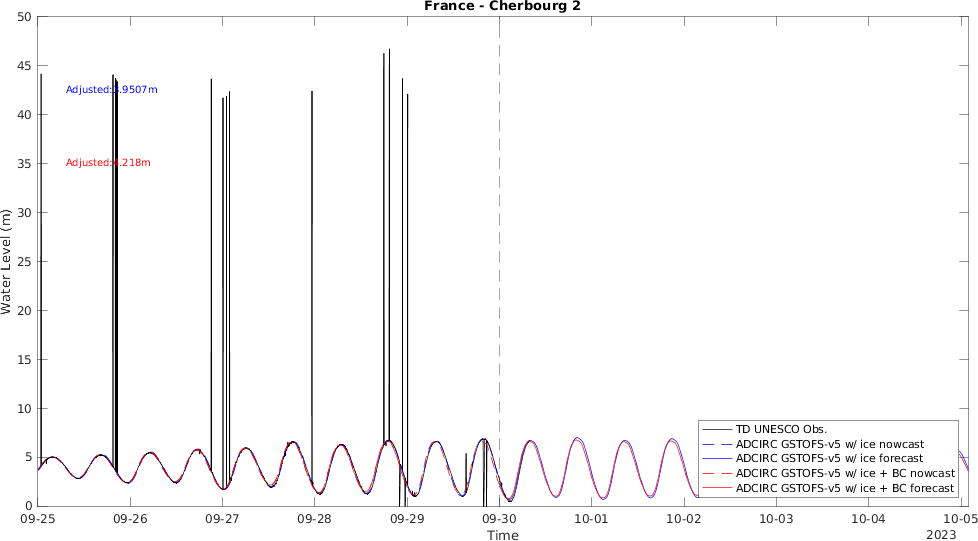 France - Cherbourg 2
50
45
40
35
30
25
20
15
10
5
0
Water Level (m)
Adjusted: .9507m
Adjusted: .218m
TD UNESCO Obs.
ADCIRC GSTOFS-v5 w/ ice nowcast
ADCIRC GSTOFS-v5 w/ ice forecast
ADCIRC GSTOFS-v5 w/ ice + BC nowcast
ADCIRC GSTOFS-v5 w/ ice + BC forecast
09-25 09-26 09-27 09-28 09-29 09-30 10-01 10-02 10-03 10-04 10-05
Time
2023